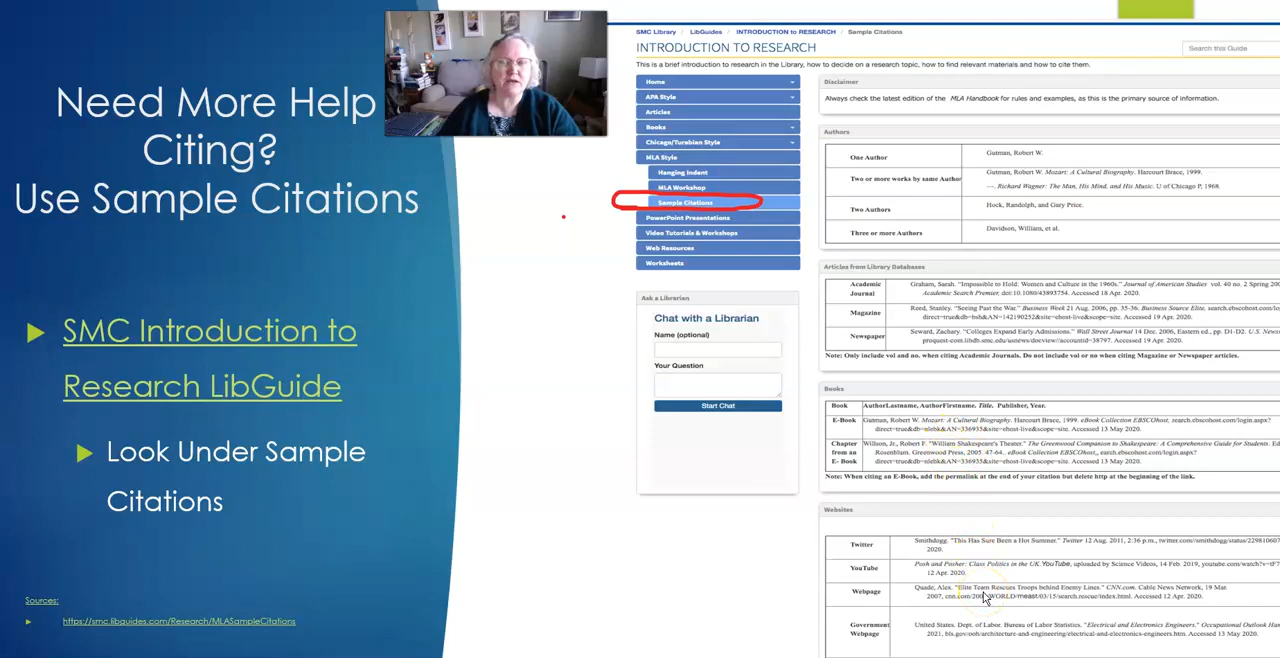 Need More Help
Citing?
Use Sample Citations
SMC Introduction to
Research LibGuide
Look Under Sample
Citations
Sources:
https://smc.libguides.com/Research/MLASampleCitations
SMC Library / LibGuides / INTRODUCTION to RESEARCH / Sample Citations
INTRODUCTION TO RESEARCH
Search this Guide
This is a brief introduction to research in the Library, how to decide on a research topic, how to find relevant materials and how to cite them.
Home
APA Style
Articles
Books
Chicago/Turabian Style
MLA Style
Hanging Indent
MLA Workshop
Sample Citations
PowerPoint Presentations
Video Tutorials & Workshops
Web Resources
Worksheets
Ask a Librarian
Chat with a Librarian
Name (optional)
Your Question
Start Chat
Disclaimer
Always check the latest edition of the MLA Handbook for rules and examples, as this is the primary source of information.
Authors
One Author
Gutman, Robert W.
Two or more works by same Author
Gutman, Robert W. Mozart: A Cultural Biography. Harcourt Brace, 1999.
---. Richard Wagner: The Man, His Mind, and His Music. U of Chicago P, 1968.
Two Authors
Hock, Randolph, and Gary Price.
Three or more Authors
Davidson, William, et al.
Articles from Library Databases
Academic
Journal
Graham, Sarah. "Impossible to Hold: Women and Culture in the 1960s." Journal of American Studies vol. 40 no. 2 Spring
Academic Search Premier, doi:10.1080/43893754. Accessed 18 Apr. 2020.
Magazine
Reed, Stanley. "Seeing Past the War." Business Week 21 Aug. 2006, pp. 35-36. Business Source Elite, search.ebscohost.com/login.aspx?
direct=true&db=bsh&AN=142190252&site=ehost-live&scope=site. Accessed 19 Apr. 2020.
Newspaper
Seward, Zachary. "Colleges Expand Early Admissions." Wall Street Journal 14 Dec. 2006, Eastern ed., pp. D1-D2. U.S.
proquest.com.libdb.smc.edu/usnews/docview//accountid=38797. Accessed 19 Apr. 2020.
Note: Only include vol and no. when citing Academic Journals. Do not include vol or no when citing Magazine or Newspaper articles.
Books
Book
AuthorLastname, AuthorFirstname. Title. Publisher, Year.
E-Book
Gutman, Robert W. Mozart: A Cultural Biography. Harcourt Brace, 1999. eBook Collection EBSCOHost, search.ebscohost.com/login.aspx?
direct=true&db=nlebk&AN=336935&site=ehost-live&scope=site. Accessed 13 May 2020.
Chapter
from an
E- Book
Willson, Jr., Robert F. "William Shakespeare's Theater." The Greenwood Companion to Shakespeare: A Comprehensive Guide for Students. Ed
Rosenblum. Greenwood Press, 2005. 47-64.. eBook Collection EBSCOHost,, earch.ebscohost.com/login.aspx?
direct=true&db=nlebk&AN=336935&site=ehost-live&scope=site. Accessed 13 May 2020.
Note: When citing an E-Book, add the permalink at the end of your citation but delete http at the beginning of the link.
Websites
Twitter
Smithdogg. "This Has Sure Been a Hot Summer." Twitter 12 Aug. 2011, 2:36 p.m., twitter.com//smithdogg/status/22981060
2020.
YouTube
Posh and Posher: Class Politics in the UK. YouTube, uploaded by Science Videos, 14 Feb. 2019, youtube.com/watch?
12 Apr. 2020.
Webpage
Quade, Alex. "Elite Team Rescues Troops behind Enemy Lines." CNN.com. Cable News Network, 19 Mar.
2007, WORLD/meast/03/15/search.rescue/index.html. Accessed 12 Apr. 2020.
Government
Webpage
United States. Dept. of Labor. Bureau of Labor Statistics. "Electrical and Electronics Engineers." Occupational Outlook
2021, bls.gov/ooh/architecture-and-engineering/electrical-and-electronics-engineers.htm. Accessed 13 May 2020.